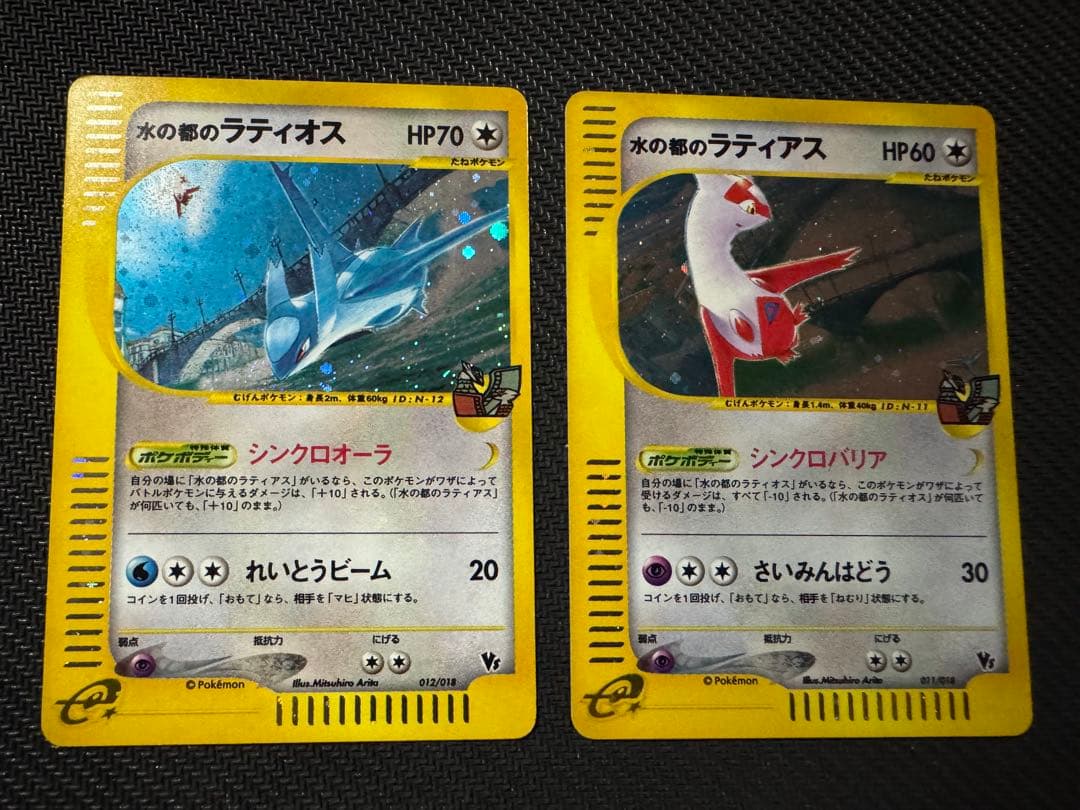 水の都のラティオス HP70
たねポケモン
むげんポケモン：身長2m、体重60kg ID:N-12
特殊体質
ポケボディー シンクロオーラ
自分の場に「水の都のラティアス」がいるなら、このポケモンがワザによって
バトルポケモンに与えるダメージは、「＋10」される。（「水の都のラティアス」
が何匹いても、「＋10」のまま。）
れいとうビーム 20
コインを1回投げ、「おもて」なら、相手を「マヒ」状態にする。
弱点 抵抗力 にげる
©Pokémon Illus.Mitsuhiro Arita 012/018 VS
e
水の都のラティアス HP60
たねポケモン
むげんポケモン：身長1.4m、体重40kg ID:N-11
特殊体質
ポケボディー シンクロバリア
自分の場に「水の都のラティオス」がいるなら、このポケモンがワザによって
受けるダメージは、すべて「-10」される。（「水の都のラティオス」が何匹いて
も、「-10」のまま。）
さいみんはどう 30
コインを1回投げ、「おもて」なら、相手を「ねむり」状態にする。
弱点 抵抗力 にげる
©Pokémon Illus.Mitsuhiro Arita 011/018 VS
e